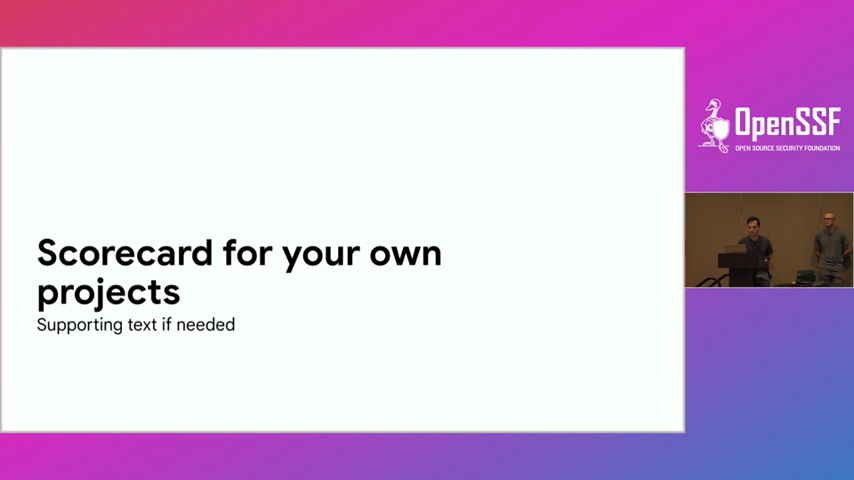 Scorecard for your own
projects
Supporting text if needed
OpenSSF
OPEN SOURCE SECURITY FOUNDATION